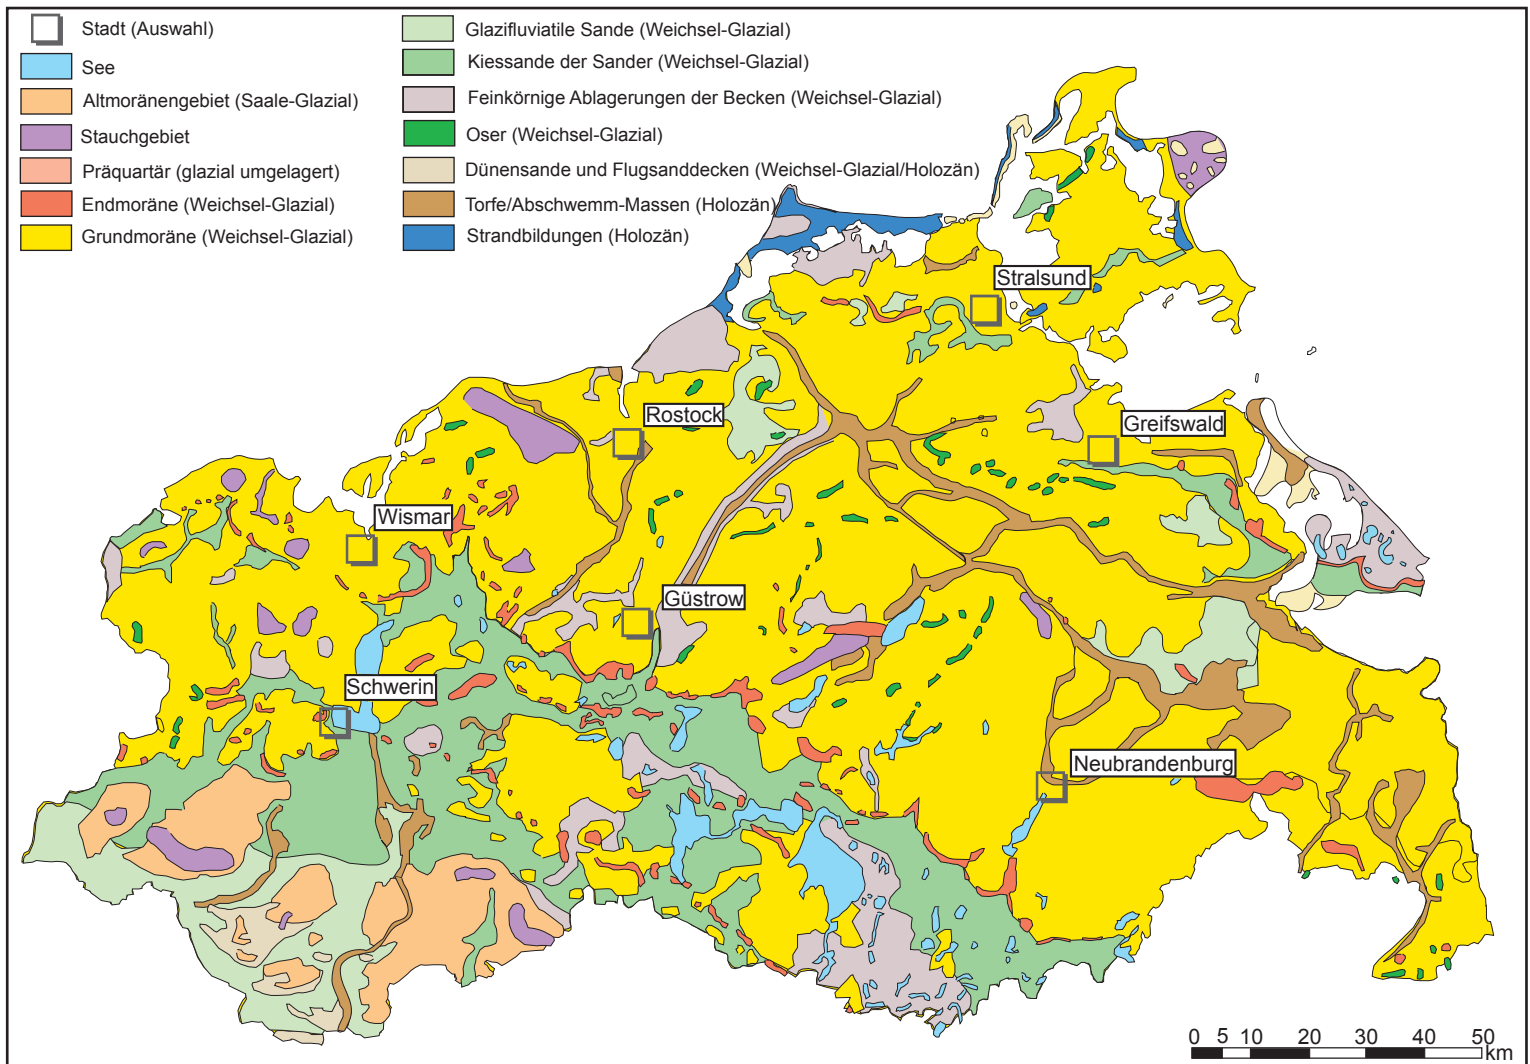 Stadt (Auswahl)
See
Altmoränengebiet (Saale-Glazial)
Stauchgebiet
Präquartär (glazial umgelagert)
Endmoräne (Weichsel-Glazial)
Grundmoräne (Weichsel-Glazial)
Glazifluviatile Sande (Weichsel-Glazial)
Kiessande der Sander (Weichsel-Glazial)
Feinkörnige Ablagerungen der Becken (Weichsel-Glazial)
Oser (Weichsel-Glazial)
Dünensande und Flugsanddecken (Weichsel-Glazial/Holozän)
Torfe/Abschwemm-Massen (Holozän)
Strandbildungen (Holozän)
Stralsund
Rostock
Greifswald
Wismar
Güstrow
Schwerin
Neubrandenburg
0 5 10 20 30 40 50
km